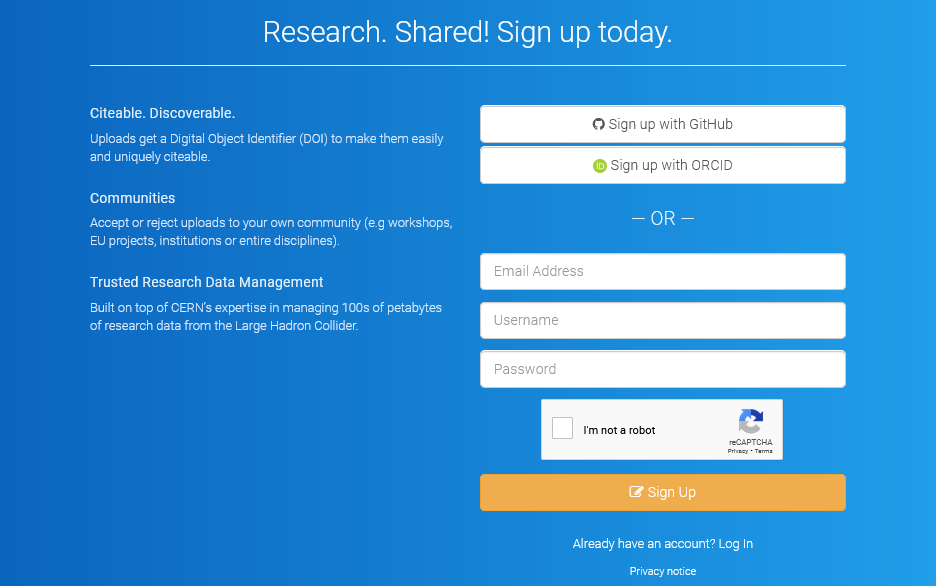 Research. Shared! Sign up today.
Citeable. Discoverable.
Uploads get a Digital Object Identifier (DOI) to make them easily
and uniquely citeable.
Communities
Accept or reject uploads to your own community (e.g workshops,
EU projects, institutions or entire disciplines).
Trusted Research Data Management
Built on top of CERN's expertise in managing 100s of petabytes
of research data from the Large Hadron Collider.
Sign up with GitHub
iD Sign up with ORCID
— OR —
Email Address
Username
Password
I'm not a robot
reCAPTCHA
Privacy - Terms
Sign Up
Already have an account? Log In
Privacy notice